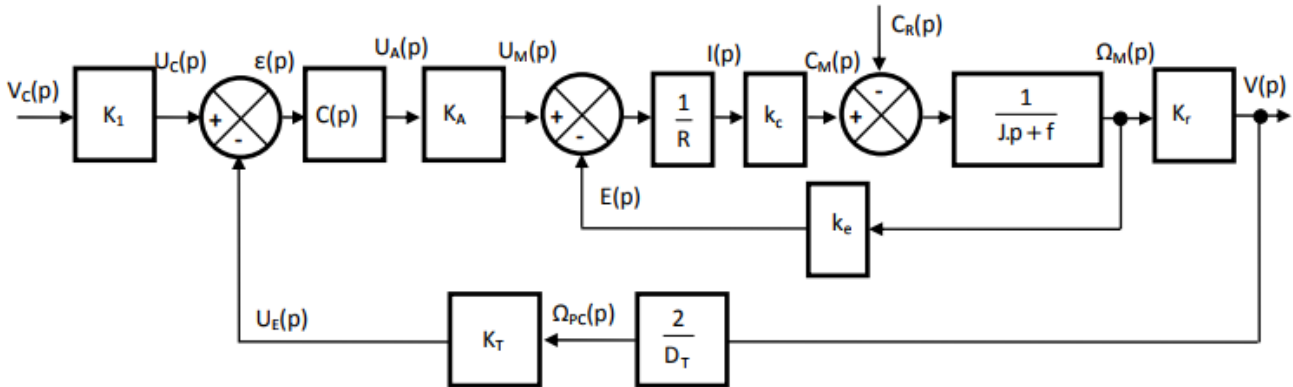 C_R(p)
V_C(p)
U_C(p)
ε(p)
U_A(p)
U_M(p)
I(p)
C_M(p)
Ω_M(p)
V(p)
K_1
+
-
C(p)
K_A
+
-
1
R
k_c
-
+
1
J.p + f
K_r
E(p)
k_e
U_E(p)
K_T
Ω_PC(p)
2
D_T